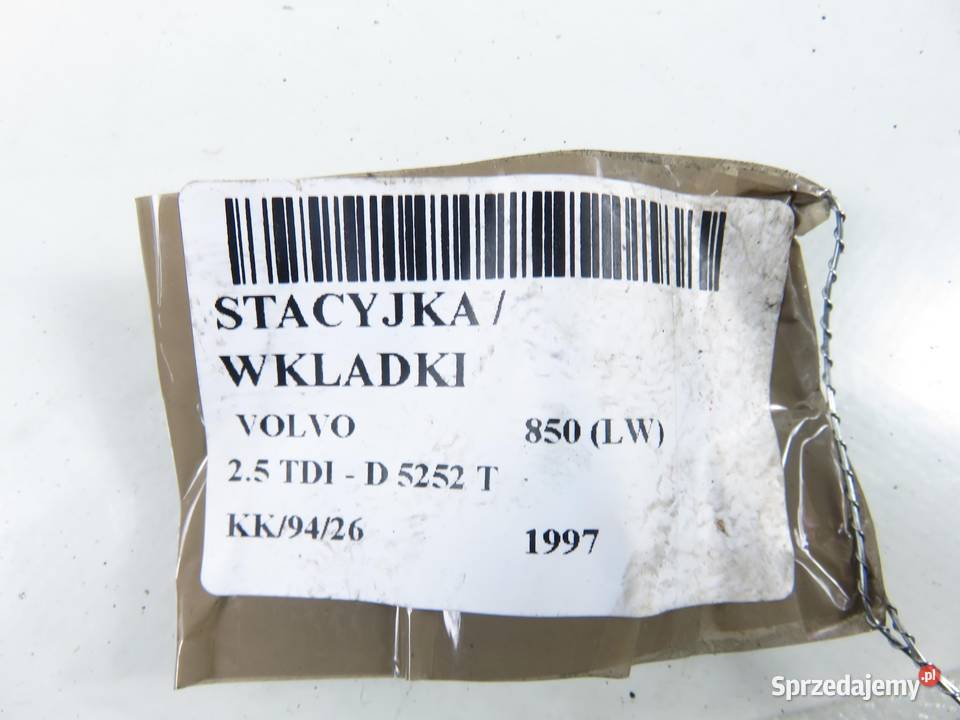 STACYJKA /
WKLADKI
VOLVO 850 (LW)
2.5 TDI - D 5252 T
KK/94/26 1997
Sprzedajemy.pl